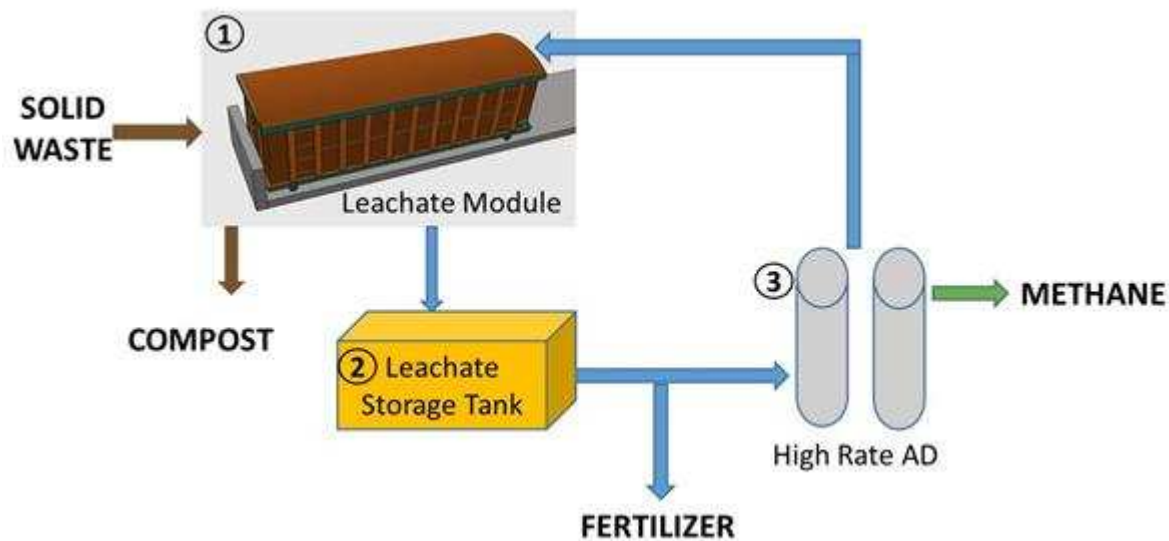 ①
SOLID
WASTE
Leachate Module
COMPOST
② Leachate
Storage Tank
③
METHANE
High Rate AD
FERTILIZER